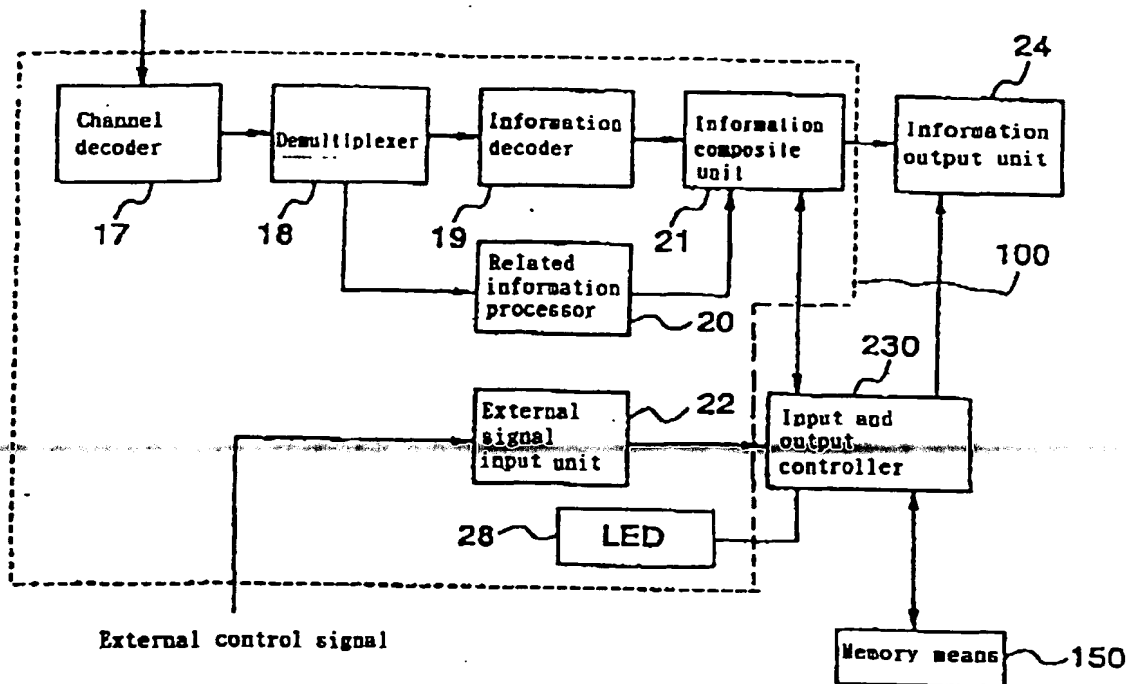 24
Channel
decoder
Demultiplexer
Information
decoder
Information
composite
unit
Information
output unit
17
18
19
21
100
Related
information
processor
20
230
External
signal
input unit
22
Input and
output
controller
28
LED
External control signal
Memory means
150